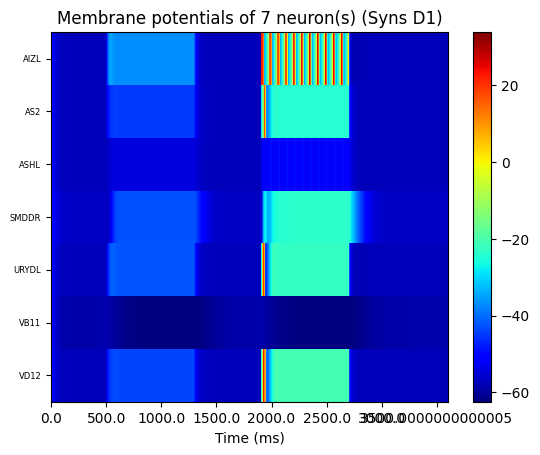 Membrane potentials of 7 neuron(s) (Syns D1)
AIZL
AS2
ASHL
SMDDR
URYDL
VB11
VD12
0.0 500.0 1000.0 1500.0 2000.0 2500.0 3000.0 3500.0000000000005
Time (ms)
20
0
−20
−40
−60